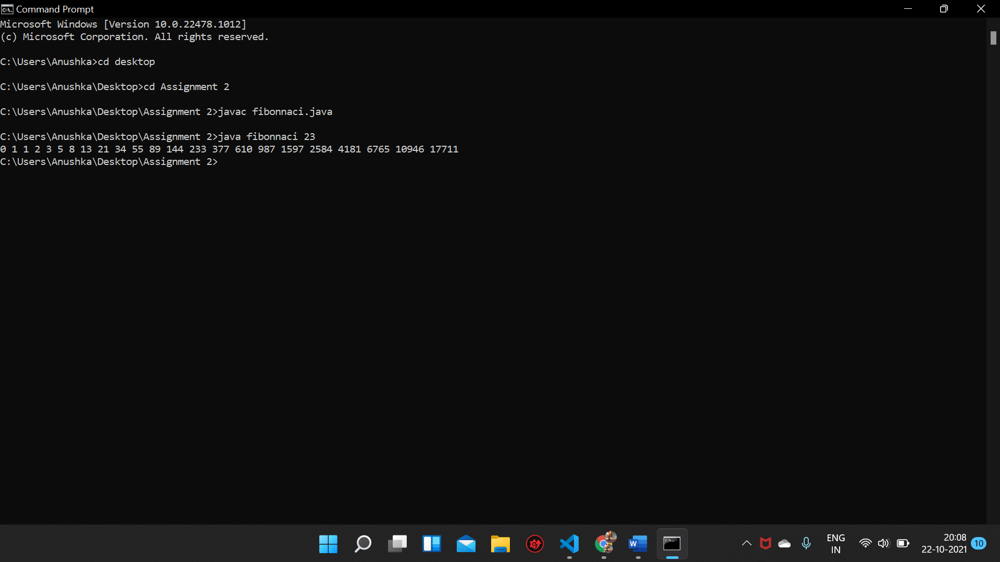 Command Prompt
Microsoft Windows [Version 10.0.22478.1012]
(c) Microsoft Corporation. All rights reserved.
C:\Users\Anushka>cd desktop
C:\Users\Anushka\Desktop>cd Assignment 2
C:\Users\Anushka\Desktop\Assignment 2>javac fibonnaci.java
C:\Users\Anushka\Desktop\Assignment 2>java fibonnaci 23
0 1 1 2 3 5 8 13 21 34 55 89 144 233 377 610 987 1597 2584 4181 6765 10946 17711
C:\Users\Anushka\Desktop\Assignment 2>
ENG
IN
20:08
22-10-2021
10